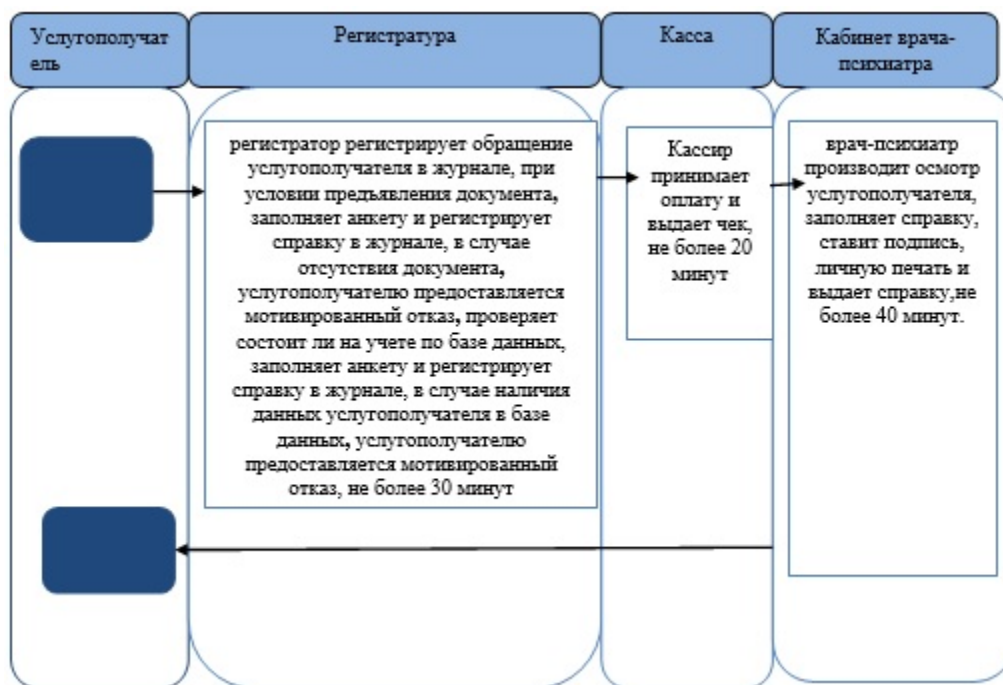 Услугополучат
ель
Регистратура
Касса
Кабинет врача-
психиатра
регистратор регистрирует обращение
услугополучателя в журнале, при
условии предъявления документа,
заполняет анкету и регистрирует
справку в журнале, в случае
отсутствия документа,
услугополучателю предоставляется
мотивированный отказ, проверяет
состоит ли на учете по базе данных,
заполняет анкету и регистрирует
справку в журнале, в случае наличия
данных услугополучателя в базе
данных, услугополучателю
предоставляется мотивированный
отказ, не более 30 минут
Кассир
принимает
оплату и
выдает чек,
не более 20
минут
врач-психиатр
производит осмотр
услугополучателя,
заполняет справку,
ставит подпись,
личную печать и
выдает справку,не
более 40 минут.